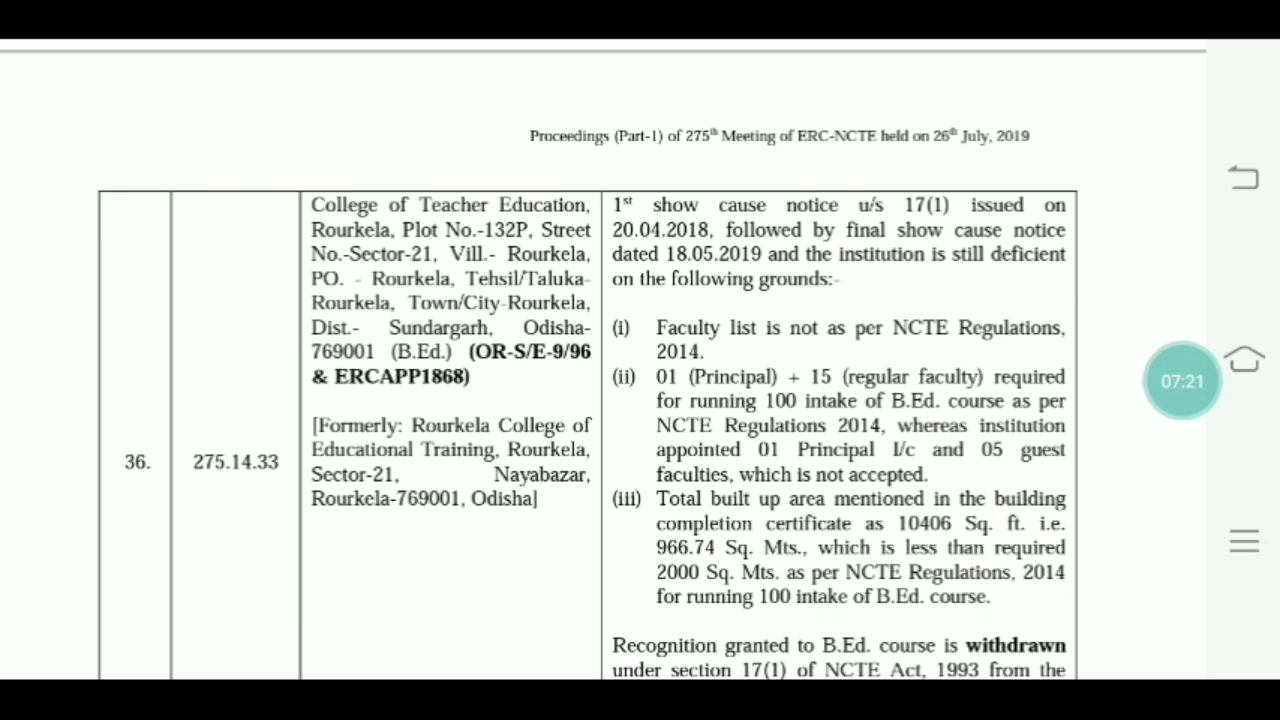 Proceedings (Part-1) of 275th Meeting of ERC-NCTE held on 26th July, 2019
36.
275.14.33
College of Teacher Education,
Rourkela, Plot No.-132P, Street
No.-Sector-21, Vill.- Rourkela,
PO. - Rourkela, Tehsil/Taluka-
Rourkela, Town/City-Rourkela,
Dist.- Sundargarh, Odisha-
769001 (B.Ed.) (OR-S/E-9/96
& ERCAPP1868)
[Formerly: Rourkela College of
Educational Training, Rourkela,
Sector-21, Nayabazar,
Rourkela-769001, Odisha]
1st show cause notice u/s 17(1) issued on
20.04.2018, followed by final show cause notice
dated 18.05.2019 and the institution is still deficient
on the following grounds:-
(i) Faculty list is not as per NCTE Regulations,
2014.
(ii) 01 (Principal) + 15 (regular faculty) required
for running 100 intake of B.Ed. course as per
NCTE Regulations 2014, whereas institution
appointed 01 Principal I/c and 05 guest
faculties, which is not accepted.
(iii) Total built up area mentioned in the building
completion certificate as 10406 Sq. ft. i.e.
966.74 Sq. Mts., which is less than required
2000 Sq. Mts. as per NCTE Regulations, 2014
for running 100 intake of B.Ed. course.
Recognition granted to B.Ed. course is withdrawn
under section 17(1) of NCTE Act, 1993 from the
07:21